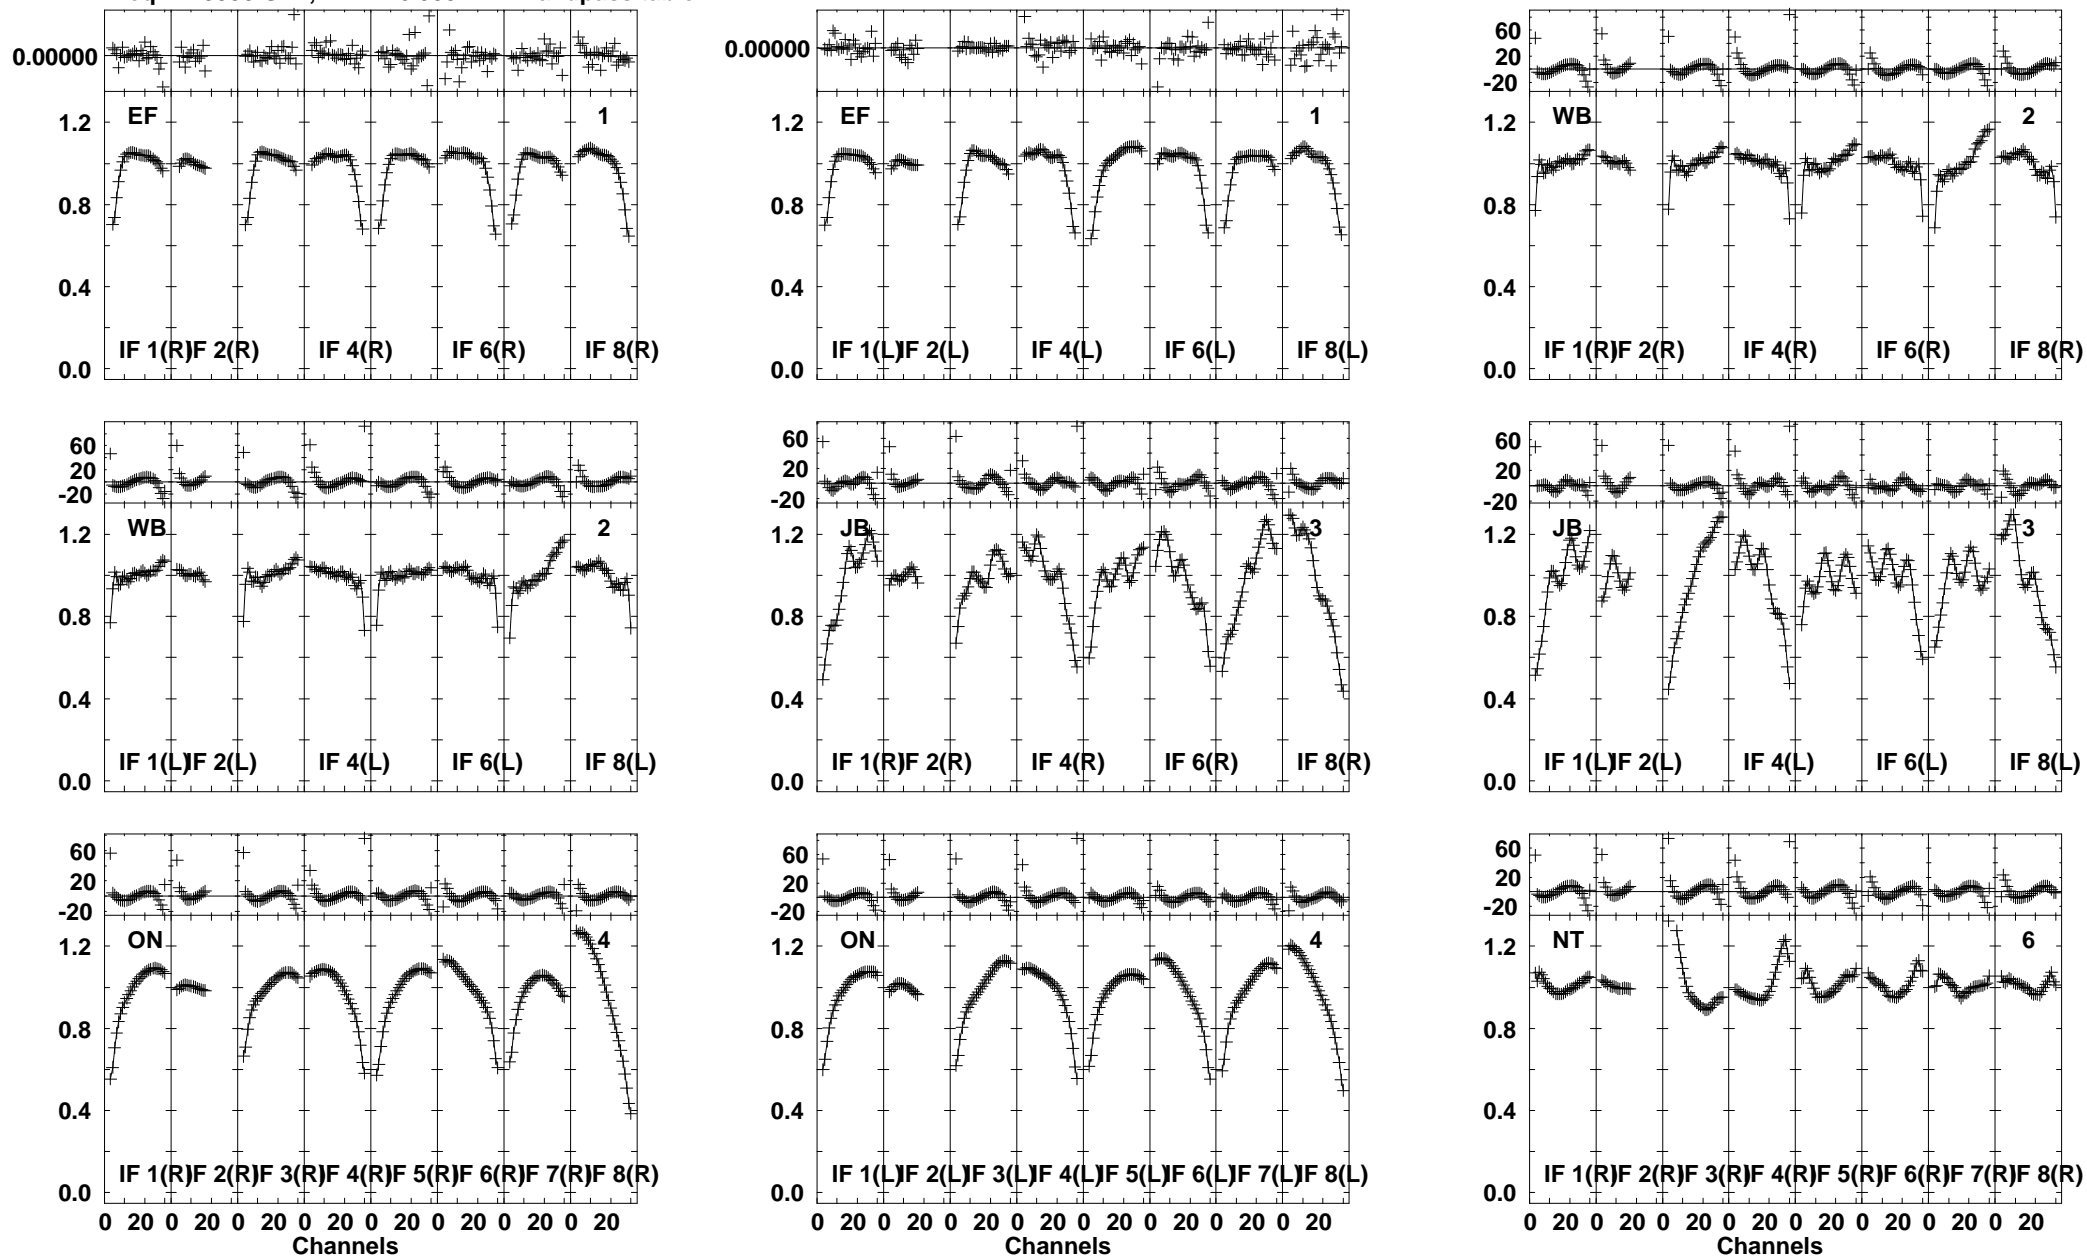 0.00000 0.00000 60 20 -20
EF 1 EF 1 WB 2
1.2 1.2 1.2
0.8 0.8 0.8
0.4 0.4 0.4
IF 1(R) IF 2(R) IF 4(R) IF 6(R) IF 8(R) IF 1(L) IF 2(L) IF 4(L) IF 6(L) IF 8(L) IF 1(R) IF 2(R) IF 4(R) IF 6(R) IF 8(R)
0.0 0.0 0.0
60 20 -20 60 20 -20 60 20 -20
WB 2 JB 3 JB 3
1.2 1.2 1.2
0.8 0.8 0.8
0.4 0.4 0.4
IF 1(L) IF 2(L) IF 4(L) IF 6(L) IF 8(L) IF 1(R) IF 2(R) IF 4(R) IF 6(R) IF 8(R) IF 1(L) IF 2(L) IF 4(L) IF 6(L) IF 8(L)
0.0 0.0 0.0
60 20 -20 60 20 -20 60 20 -20
ON 4 ON 4 NT 6
1.2 1.2 1.2
0.8 0.8 0.8
0.4 0.4 0.4
IF 1(R) IF 2(R) IF 3(R) IF 4(R) IF 5(R) IF 6(R) IF 7(R) IF 8(R) IF 1(L) IF 2(L) IF 3(L) IF 4(L) IF 5(L) IF 6(L) IF 7(L) IF 8(L) IF 1(R) IF 2(R) IF 3(R) IF 4(R) IF 5(R) IF 6(R) IF 7(R) IF 8(R)
0.0 0.0 0.0
0 20 0 20 0 20 0 20 0 20 0 20 0 20 0 20 0 20 0 20 0 20 0 20 0 20 0 20 0 20 0 20 0 20 0 20 0 20 0 20 0 20 0 20 0 20 0 20
Channels Channels Channels